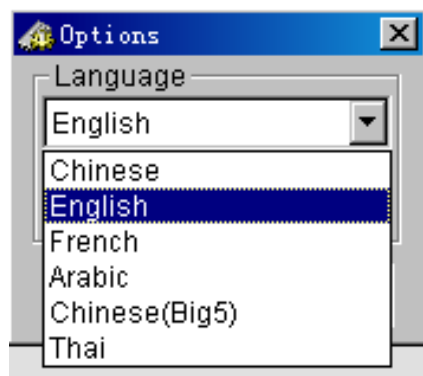 Options
Language
English
Chinese
English
French
Arabic
Chinese(Big5)
Thai